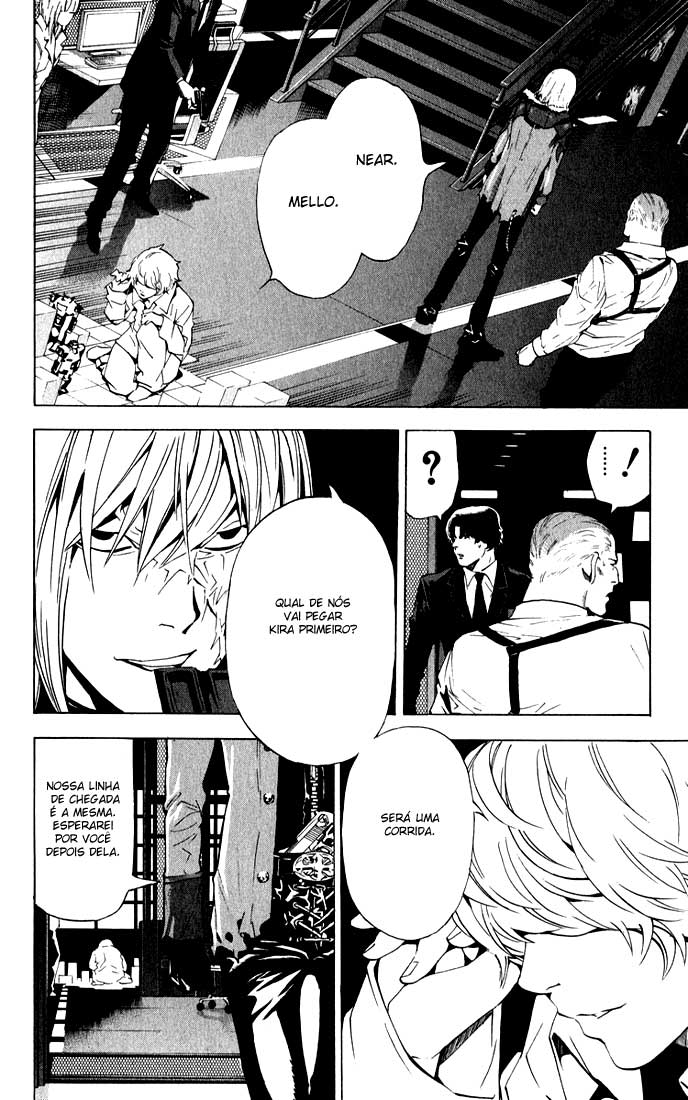 NEAR.
MELLO.
......!
?
QUAL DE NÓS
VAI PEGAR
KIRA PRIMEIRO?
SERÁ UMA
CORRIDA.
NOSSA LINHA
DE CHEGADA
É A MESMA.
ESPERAREI
POR VOCÊ
DEPOIS DELA.